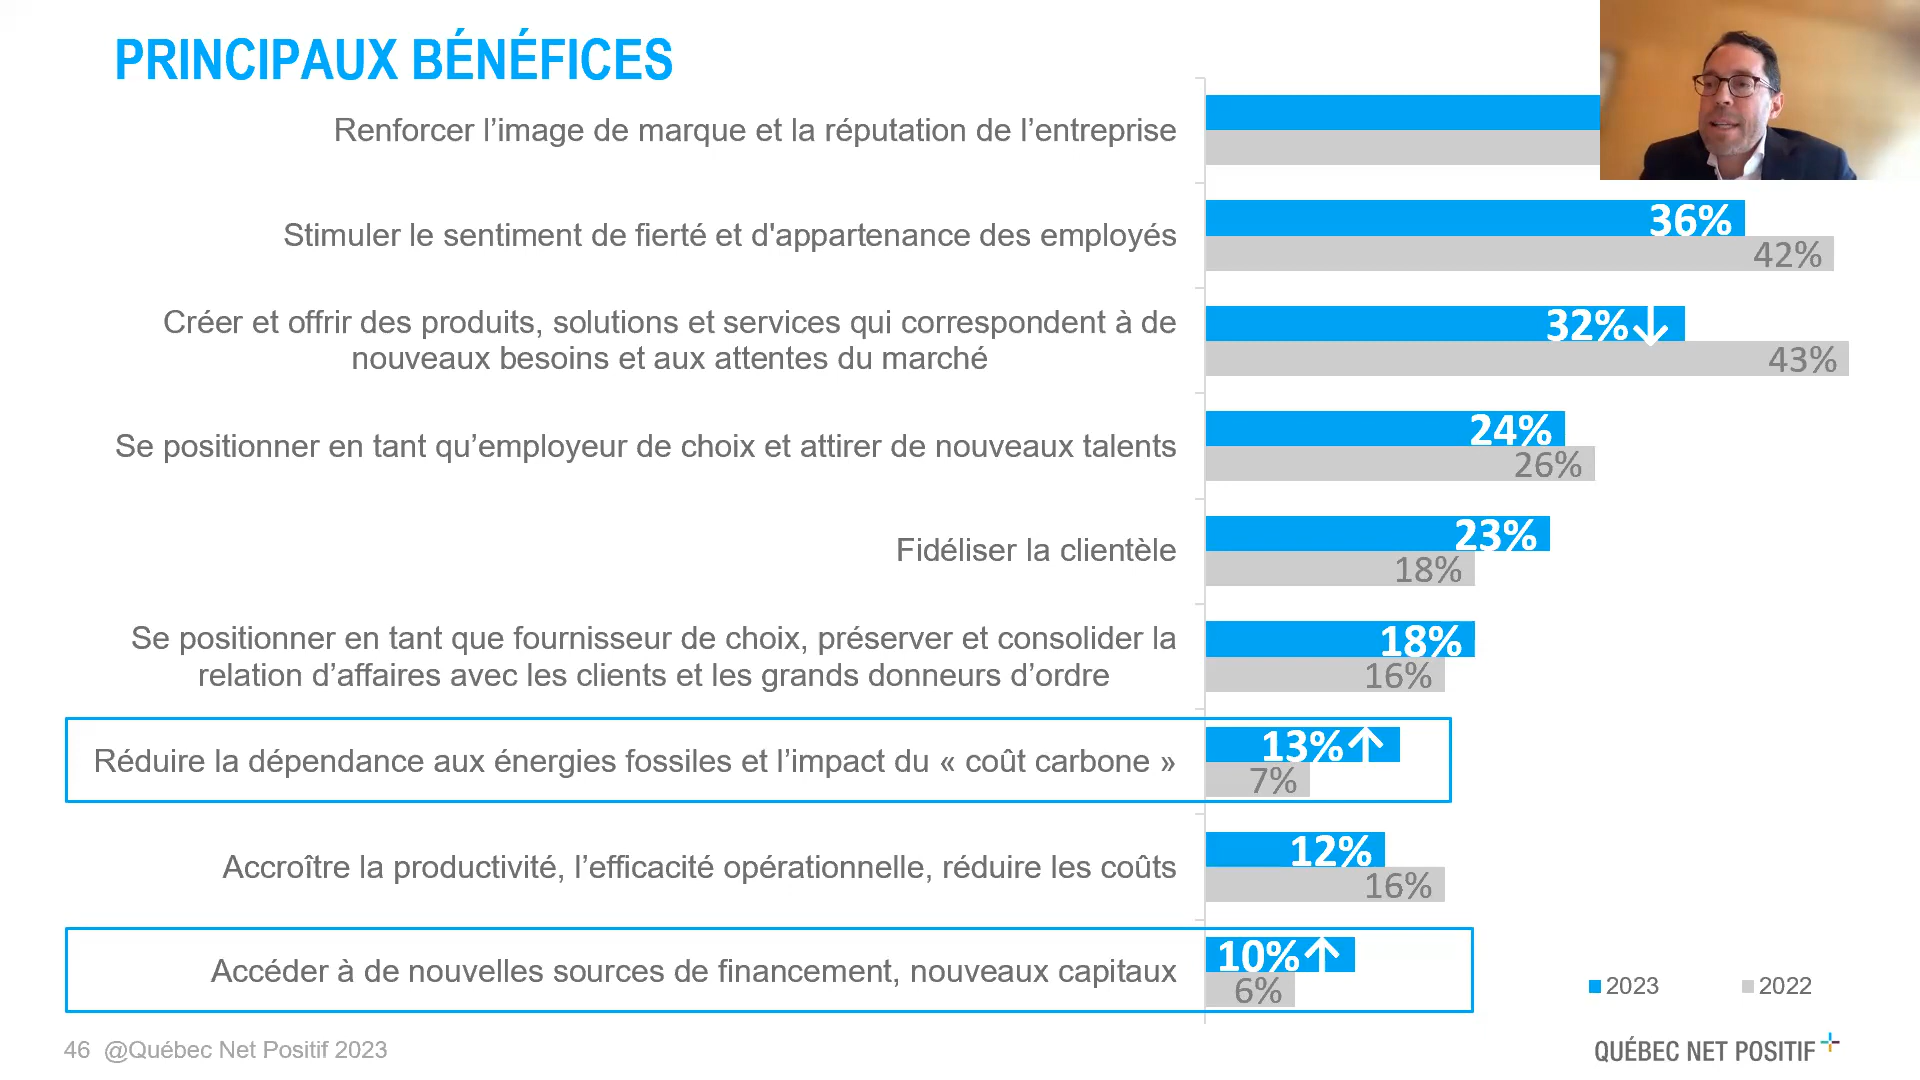 PRINCIPAUX BÉNÉFICES
Renforcer l’image de marque et la réputation de l’entreprise
Stimuler le sentiment de fierté et d'appartenance des employés
36%
42%
Créer et offrir des produits, solutions et services qui correspondent à de
nouveaux besoins et aux attentes du marché
32%↓
43%
Se positionner en tant qu’employeur de choix et attirer de nouveaux talents
24%
26%
Fidéliser la clientèle
23%
18%
Se positionner en tant que fournisseur de choix, préserver et consolider la
relation d’affaires avec les clients et les grands donneurs d’ordre
18%
16%
Réduire la dépendance aux énergies fossiles et l’impact du « coût carbone »
13%↑
7%
Accroître la productivité, l’efficacité opérationnelle, réduire les coûts
12%
16%
Accéder à de nouvelles sources de financement, nouveaux capitaux
10%↑
6%
2023 2022
46 @Québec Net Positif 2023
QUÉBEC NET POSITIF